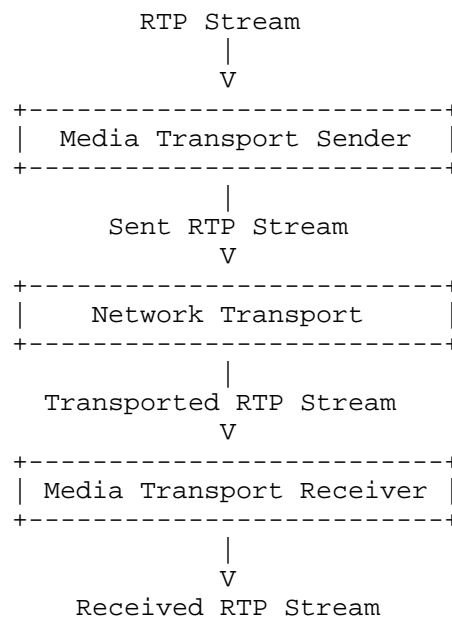 RTP Stream
|
V
+--------------------------+
|  Media Transport Sender  |
+--------------------------+
|
Sent RTP Stream
V
+--------------------------+
|    Network Transport     |
+--------------------------+
|
Transported RTP Stream
V
+--------------------------+
| Media Transport Receiver |
+--------------------------+
|
V
Received RTP Stream